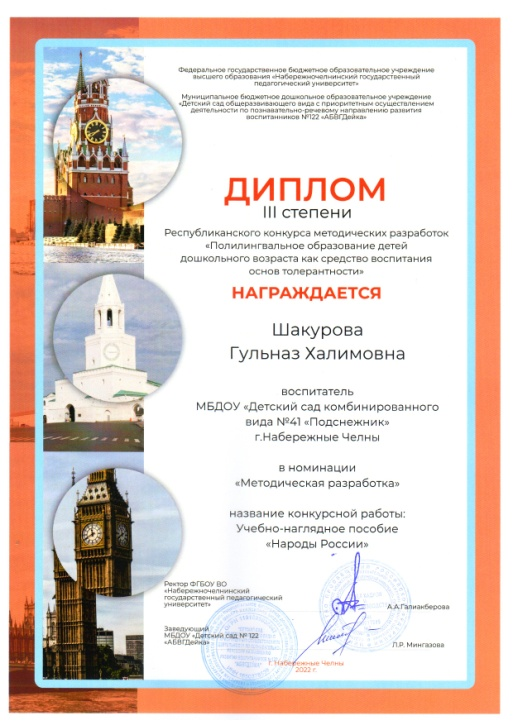 Федеральное государственное бюджетное образовательное учреждение
высшего образования «Набережночелнинский государственный
педагогический университет»
Муниципальное бюджетное дошкольное образовательное учреждение
«Детский сад общеразвивающего вида с приоритетным осуществлением
деятельности по познавательно-речевому направлению развития
воспитанников №122 «АБВГДейка»
ДИПЛОМ
III степени
Республиканского конкурса методических разработок
«Полилингвальное образование детей
дошкольного возраста как средство воспитания
основ толерантности»
НАГРАЖДАЕТСЯ
Шакурова
Гульназ Халимовна
воспитатель
МБДОУ «Детский сад комбинированного
вида №41 «Подснежник»
г.Набережные Челны
в номинации
«Методическая разработка»
название конкурсной работы:
Учебно-наглядное пособие
«Народы России»
Ректор ФГБОУ ВО
«Набережночелнинский
государственный педагогический
университет»
А.А.Галиакберова
Заведующий
МБДОУ «Детский сад № 122
«АБВГДейка»
Л.Р. Мингазова
г. Набережные Челны
2022 г.